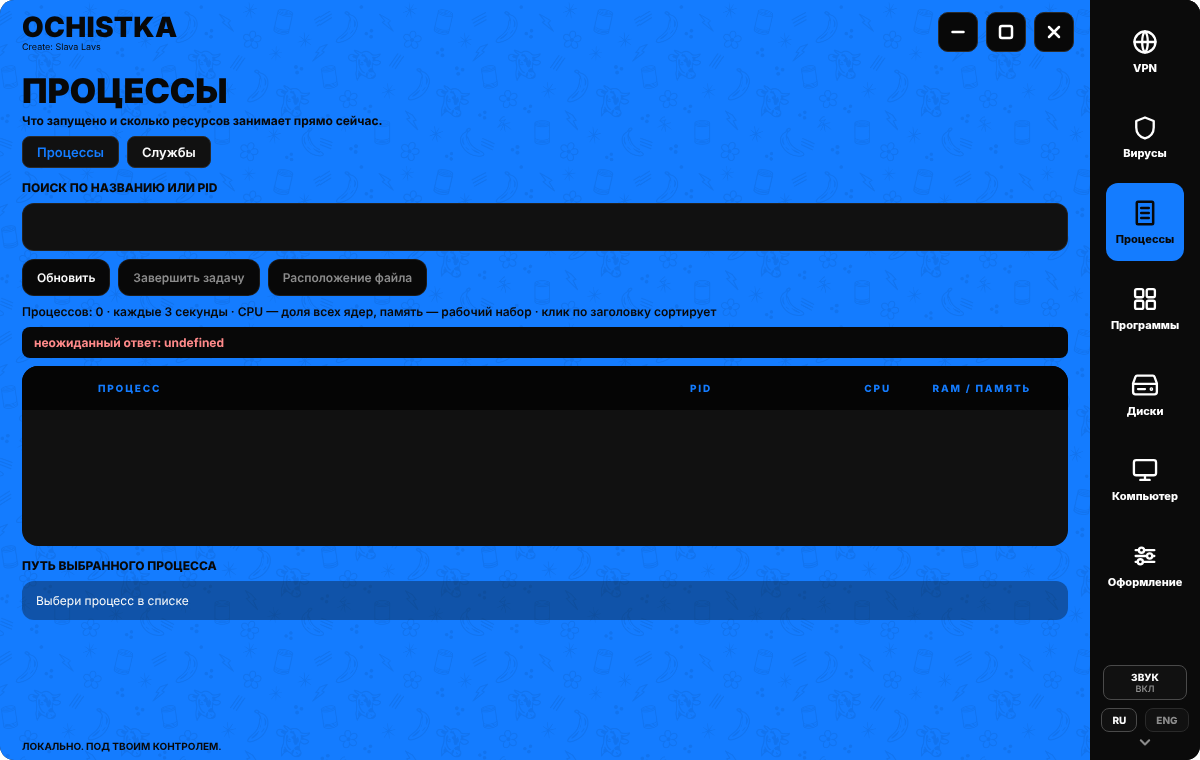 OCHISTKA
Create: Slava Lavs
ПРОЦЕССЫ
Что запущено и сколько ресурсов занимает прямо сейчас.
Процессы
Службы
ПОИСК ПО НАЗВАНИЮ ИЛИ PID
Обновить
Завершить задачу
Расположение файла
Процессов: 0 · каждые 3 секунды · CPU — доля всех ядер, память — рабочий набор · клик по заголовку сортирует
неожиданный ответ: undefined
ПРОЦЕСС
PID
CPU
RAM / ПАМЯТЬ
ПУТЬ ВЫБРАННОГО ПРОЦЕССА
Выбери процесс в списке
ЛОКАЛЬНО. ПОД ТВОИМ КОНТРОЛЕМ.
VPN
Вирусы
Процессы
Программы
Диски
Компьютер
Оформление
ЗВУК
ВКЛ
RU
ENG